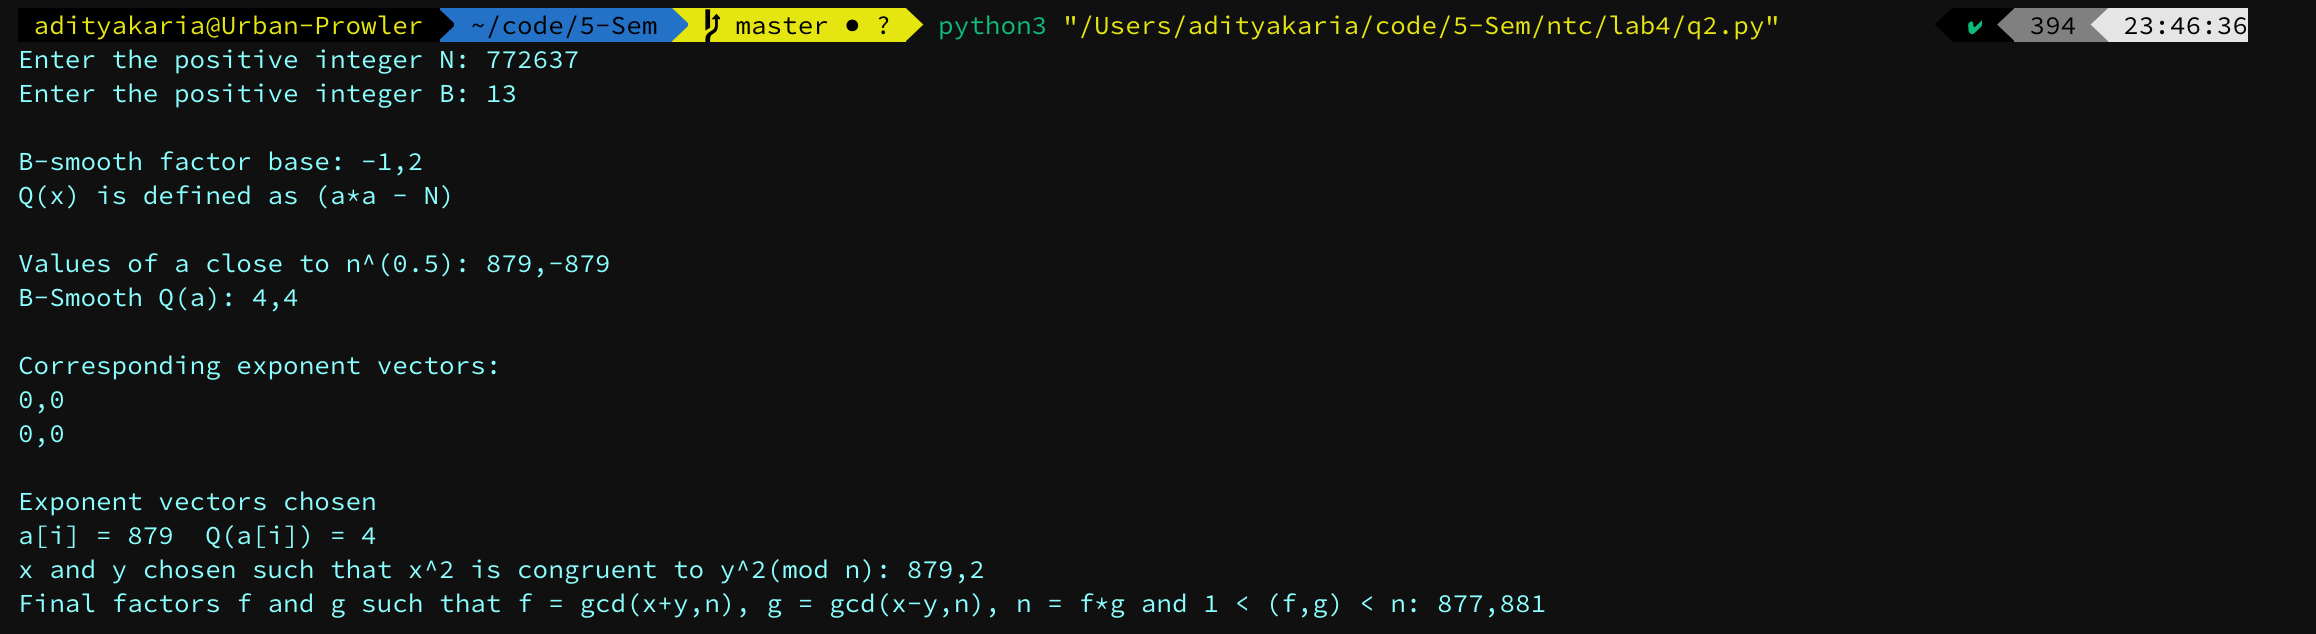 adityakaria@Urban-Prowler ~/code/5-Sem master ● ? python3 "/Users/adityakaria/code/5-Sem/ntc/lab4/q2.py" ✔ 394 23:46:36
Enter the positive integer N: 772637
Enter the positive integer B: 13
B-smooth factor base: -1,2
Q(x) is defined as (a*a - N)
Values of a close to n^(0.5): 879,-879
B-Smooth Q(a): 4,4
Corresponding exponent vectors:
0,0
0,0
Exponent vectors chosen
a[i] = 879  Q(a[i]) = 4
x and y chosen such that x^2 is congruent to y^2(mod n): 879,2
Final factors f and g such that f = gcd(x+y,n), g = gcd(x-y,n), n = f*g and 1 < (f,g) < n: 877,881